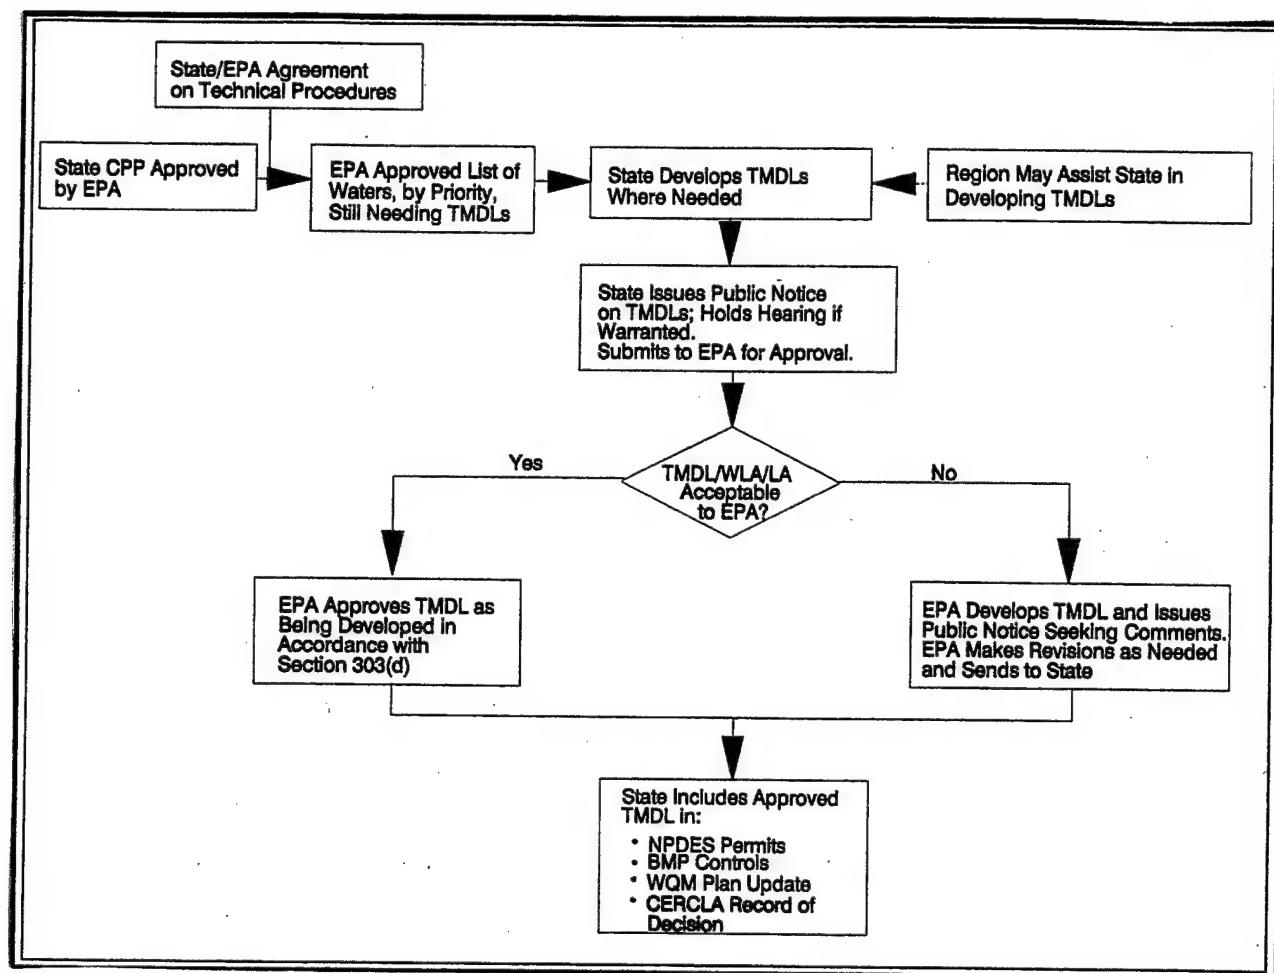 State/EPA Agreement
on Technical Procedures
State CPP Approved
by EPA
EPA Approved List of
Waters, by Priority,
Still Needing TMDLs
State Develops TMDLs
Where Needed
Region May Assist State in
Developing TMDLs
State Issues Public Notice
on TMDLs; Holds Hearing if
Warranted.
Submits to EPA for Approval.
Yes
TMDL/WLA/LA
Acceptable
to EPA?
No
EPA Approves TMDL as
Being Developed in
Accordance with
Section 303(d)
EPA Develops TMDL and Issues
Public Notice Seeking Comments.
EPA Makes Revisions as Needed
and Sends to State
State Includes Approved
TMDL in:
• NPDES Permits
• BMP Controls
• WQM Plan Update
• CERCLA Record of
Decision